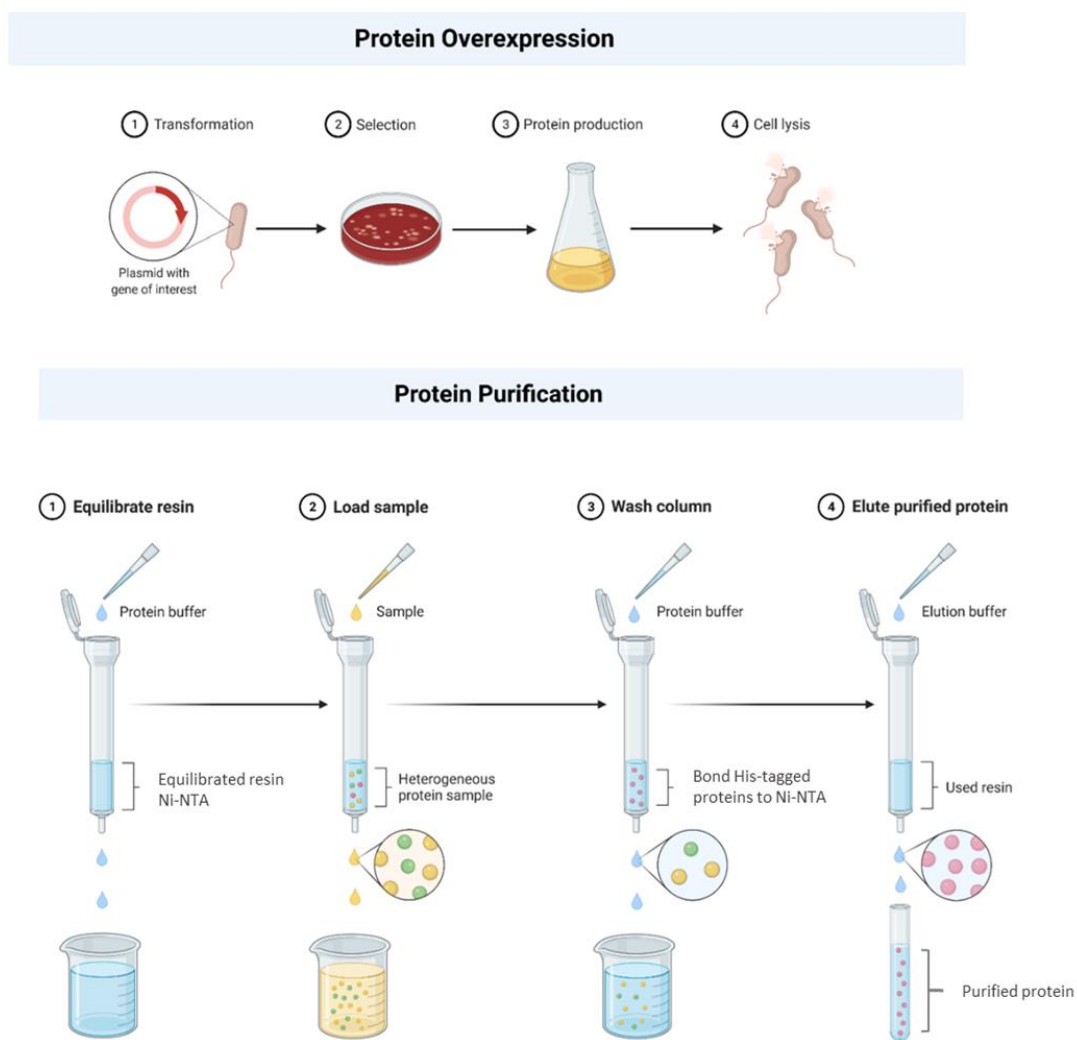 Protein Overexpression
1 Transformation
2 Selection
3 Protein production
4 Cell lysis
Plasmid with
gene of interest
Protein Purification
1 Equilibrate resin
2 Load sample
3 Wash column
4 Elute purified protein
Protein buffer
Sample
Protein buffer
Elution buffer
Equilibrated resin
Ni-NTA
Heterogeneous
protein sample
Bond His-tagged
proteins to Ni-NTA
Used resin
Purified protein